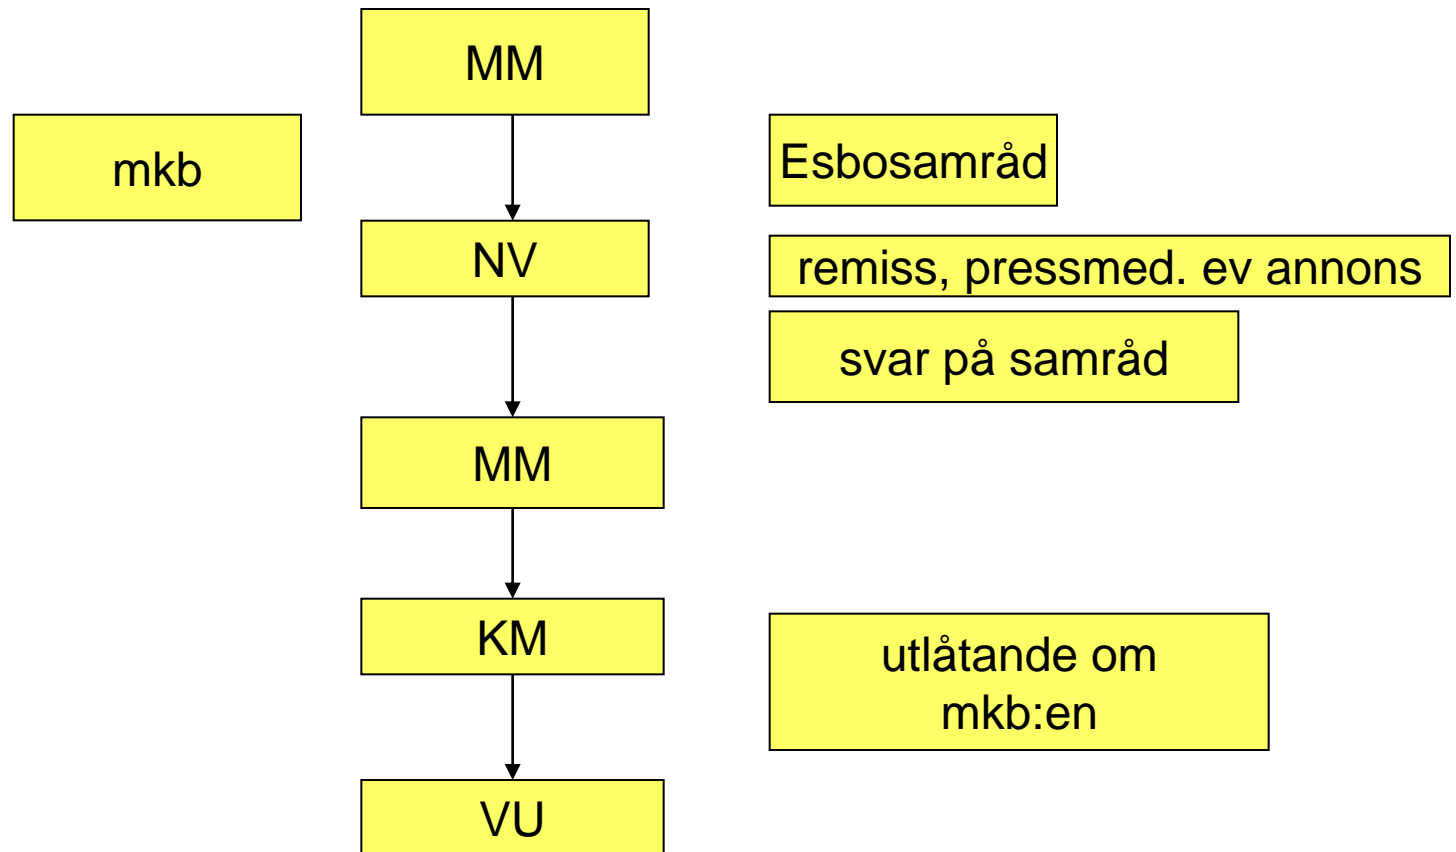 MM
mkb
Esbosamråd
NV
remiss, pressmed. ev annons
svar på samråd
MM
KM
utlåtande om
mkb:en
VU